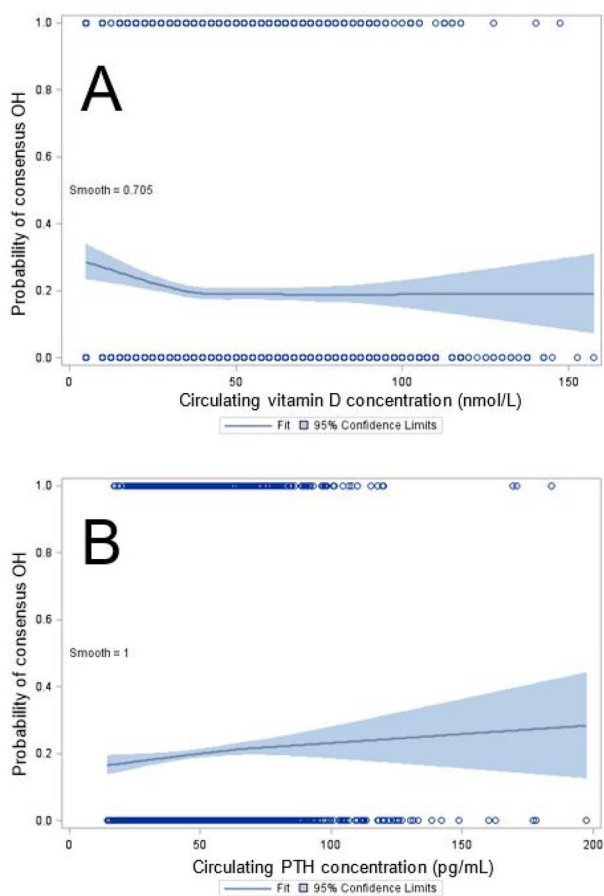 1.0
A
0.8
0.6
Probability of consensus OH
Smooth = 0.705
0.4
0.2
0.0
0 50 100 150
Circulating vitamin D concentration (nmol/L)
Fit 95% Confidence Limits
1.0
B
0.8
0.6
Probability of consensus OH
Smooth = 1
0.4
0.2
0.0
0 50 100 150 200
Circulating PTH concentration (pg/mL)
Fit 95% Confidence Limits